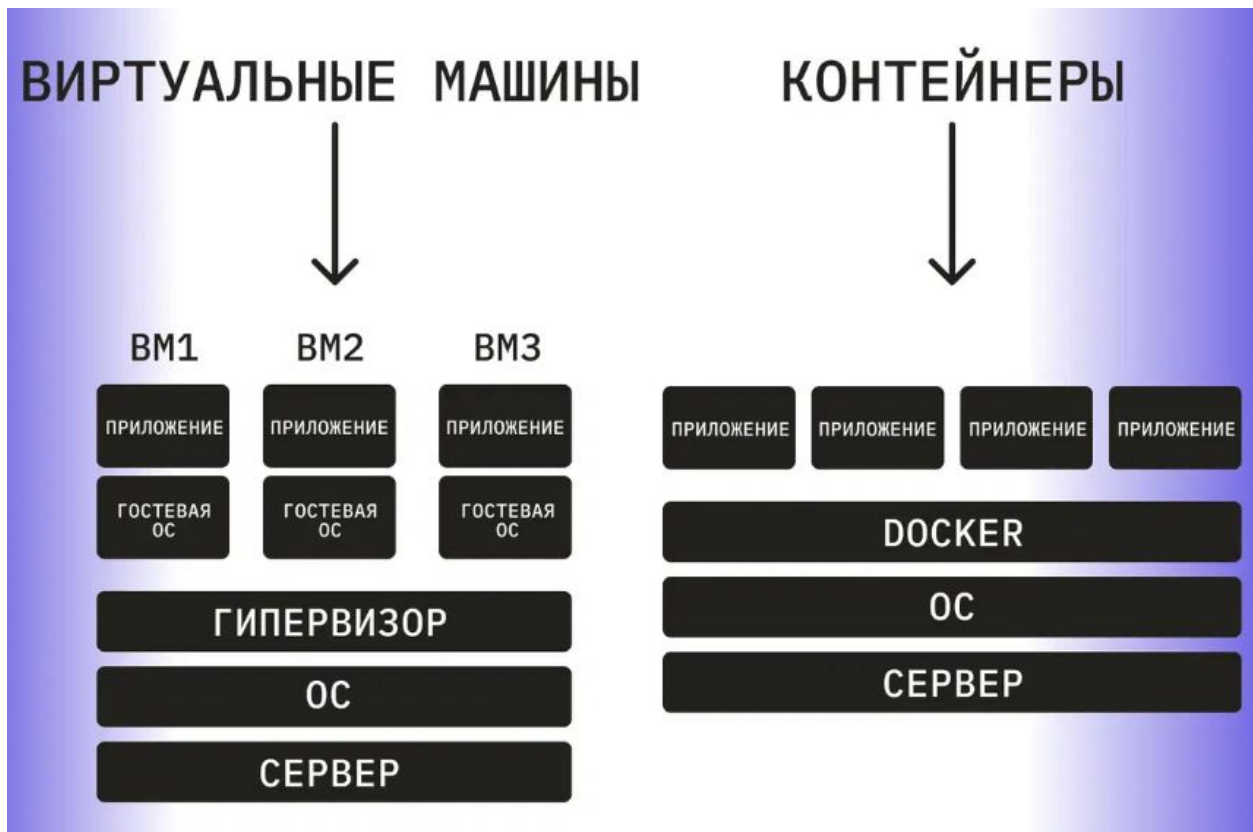 ВИРТУАЛЬНЫЕ МАШИНЫ
ВМ1 ВМ2 ВМ3
ПРИЛОЖЕНИЕ ПРИЛОЖЕНИЕ ПРИЛОЖЕНИЕ
ГОСТЕВАЯ ОС ГОСТЕВАЯ ОС ГОСТЕВАЯ ОС
ГИПЕРВИЗОР
ОС
СЕРВЕР
КОНТЕЙНЕРЫ
ПРИЛОЖЕНИЕ ПРИЛОЖЕНИЕ ПРИЛОЖЕНИЕ ПРИЛОЖЕНИЕ
DOCKER
ОС
СЕРВЕР